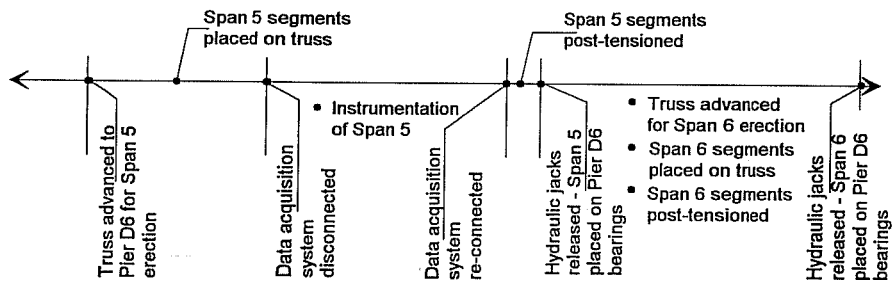 Span 5 segments
placed on truss
Span 5 segments
post-tensioned
• Instrumentation
of Span 5
• Truss advanced
for Span 6 erection
• Span 6 segments
placed on truss
• Span 6 segments
post-tensioned
Truss advanced to
Pier D6 for Span 5
erection
Data acquisition
system
disconnected
Data acquisition
system
re-connected
Hydraulic jacks
released - Span 5
placed on Pier D6
bearings
Hydraulic jacks
released - Span 6
placed on Pier D6
bearings